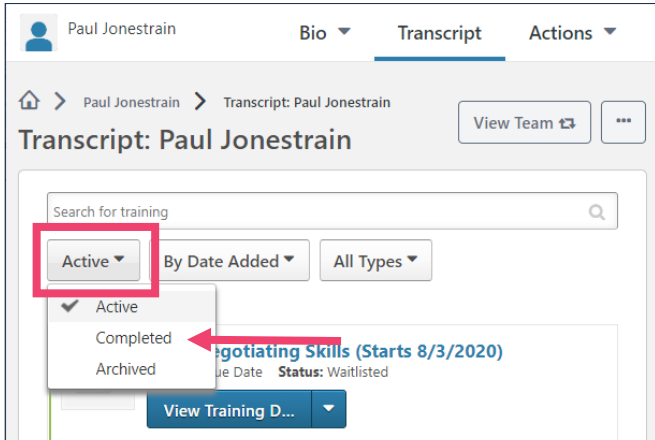 Paul Jonestrain
Bio Transcript Actions
Paul Jonestrain Transcript: Paul Jonestrain
Transcript: Paul Jonestrain
View Team
Search for training
Active By Date Added All Types
Active
Completed
Archived
egotiating Skills (Starts 8/3/2020)
ue Date Status: Waitlisted
View Training D...